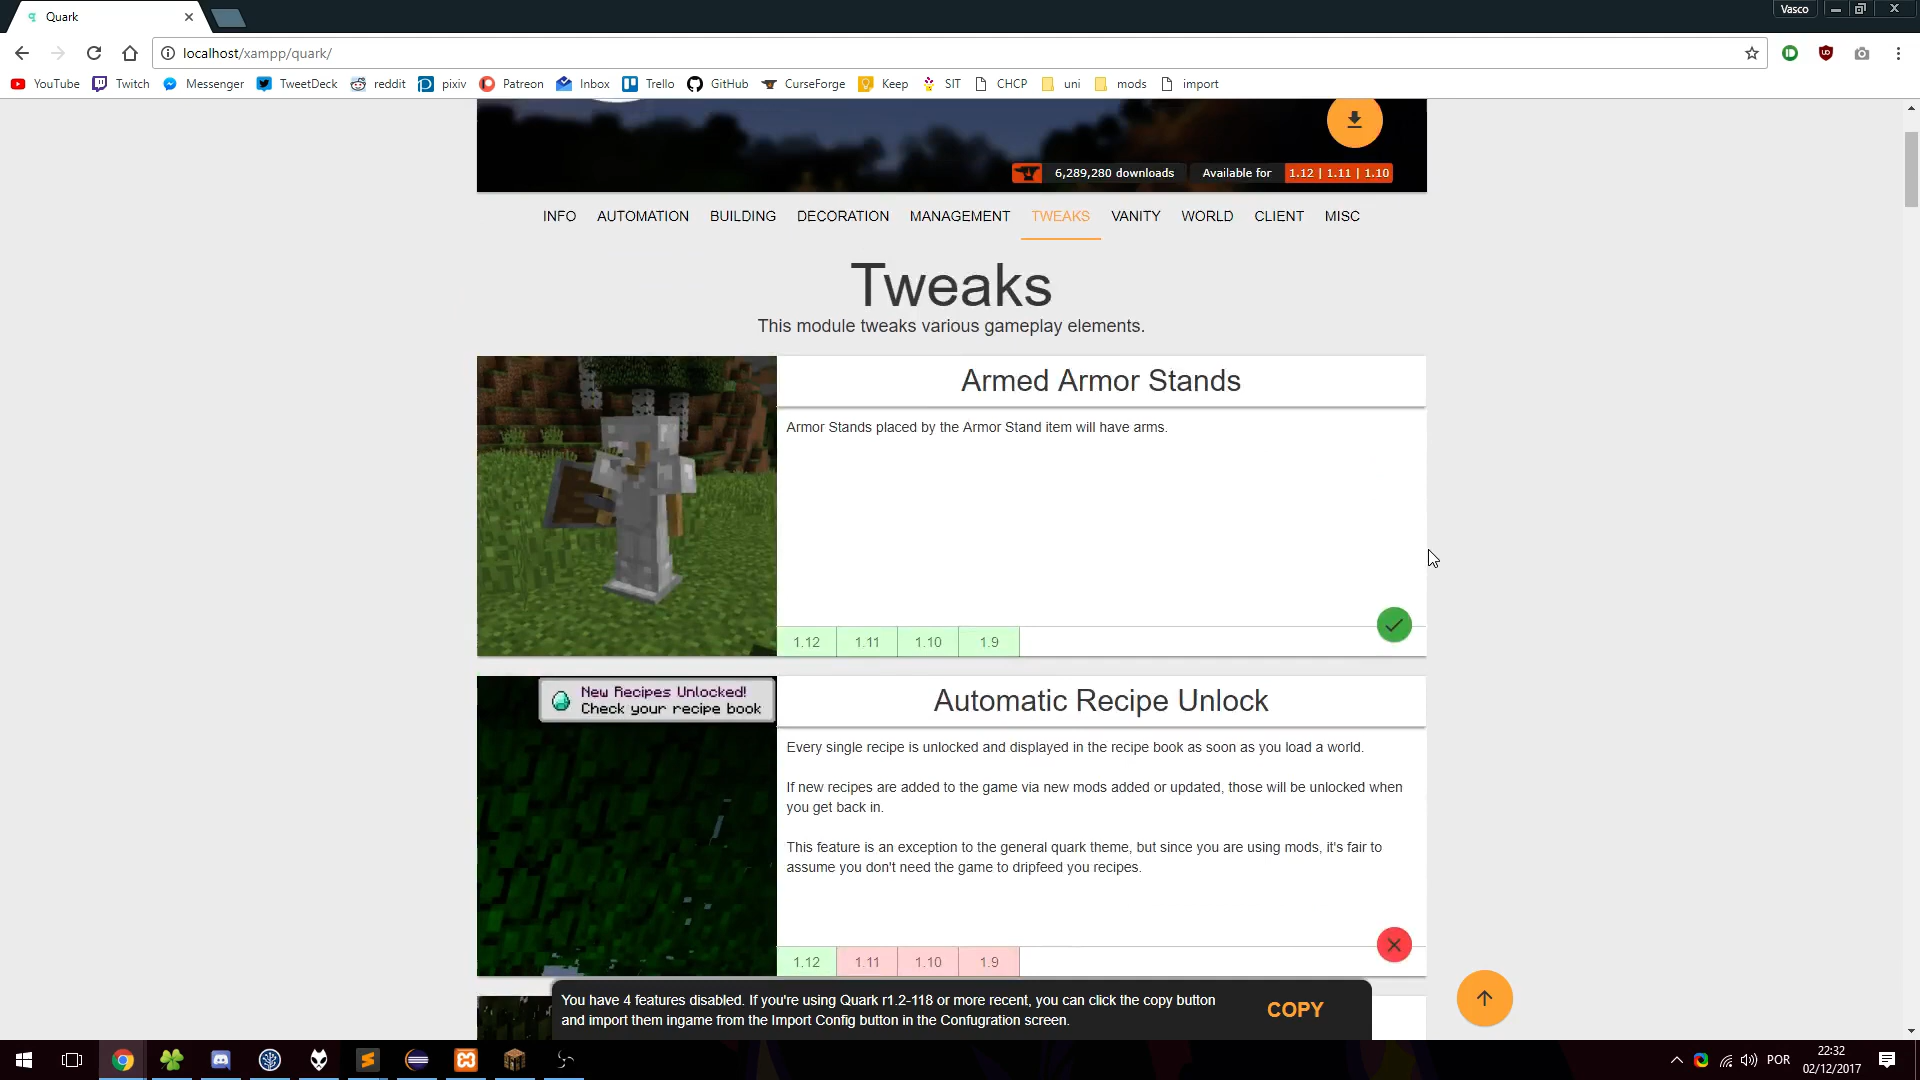 Quark
Vasco
localhost/xampp/quark/
YouTube Twitch Messenger TweetDeck reddit pixiv Patreon Inbox Trello GitHub CurseForge Keep SIT CHCP uni mods import
6,289,280 downloads Available for 1.12 | 1.11 | 1.10
INFO AUTOMATION BUILDING DECORATION MANAGEMENT TWEAKS VANITY WORLD CLIENT MISC
Tweaks
This module tweaks various gameplay elements.
Armed Armor Stands
Armor Stands placed by the Armor Stand item will have arms.
1.12 1.11 1.10 1.9
New Recipes Unlocked!
Check your recipe book
Automatic Recipe Unlock
Every single recipe is unlocked and displayed in the recipe book as soon as you load a world.
If new recipes are added to the game via new mods added or updated, those will be unlocked when
you get back in.
This feature is an exception to the general quark theme, but since you are using mods, it's fair to
assume you don't need the game to dripfeed you recipes.
1.12 1.11 1.10 1.9
You have 4 features disabled. If you're using Quark r1.2-118 or more recent, you can click the copy button
and import them ingame from the Import Config button in the Confugration screen.
COPY
POR
22:32
02/12/2017